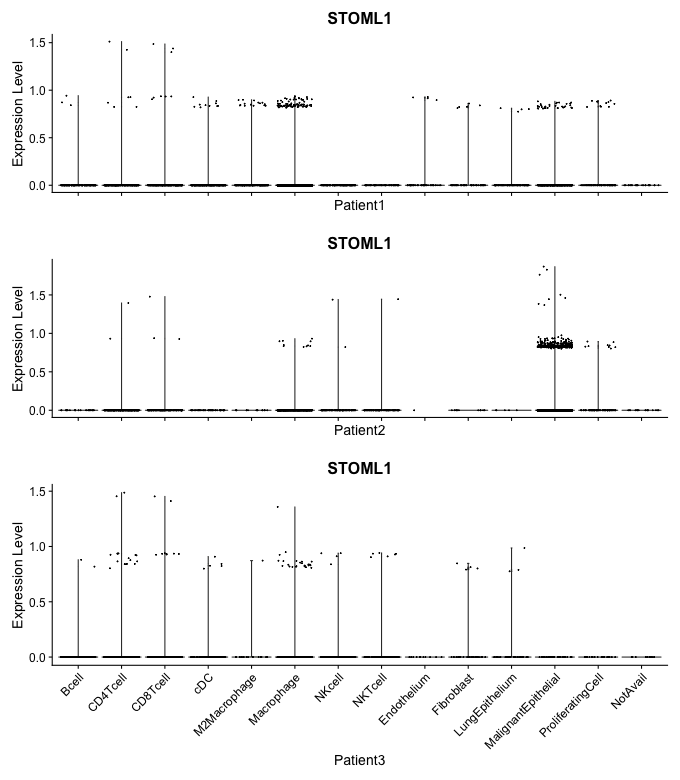 STOML1
Expression Level
1.5
1.0
0.5
0.0
Patient1
STOML1
Expression Level
1.5
1.0
0.5
0.0
Patient2
STOML1
Expression Level
1.5
1.0
0.5
0.0
Bcell
CD4Tcell
CD8Tcell
cDC
M2Macrophage
Macrophage
NKcell
NKTcell
Endothelium
Fibroblast
LungEpithelium
MalignantEpithelial
ProliferatingCell
NotAvail
Patient3